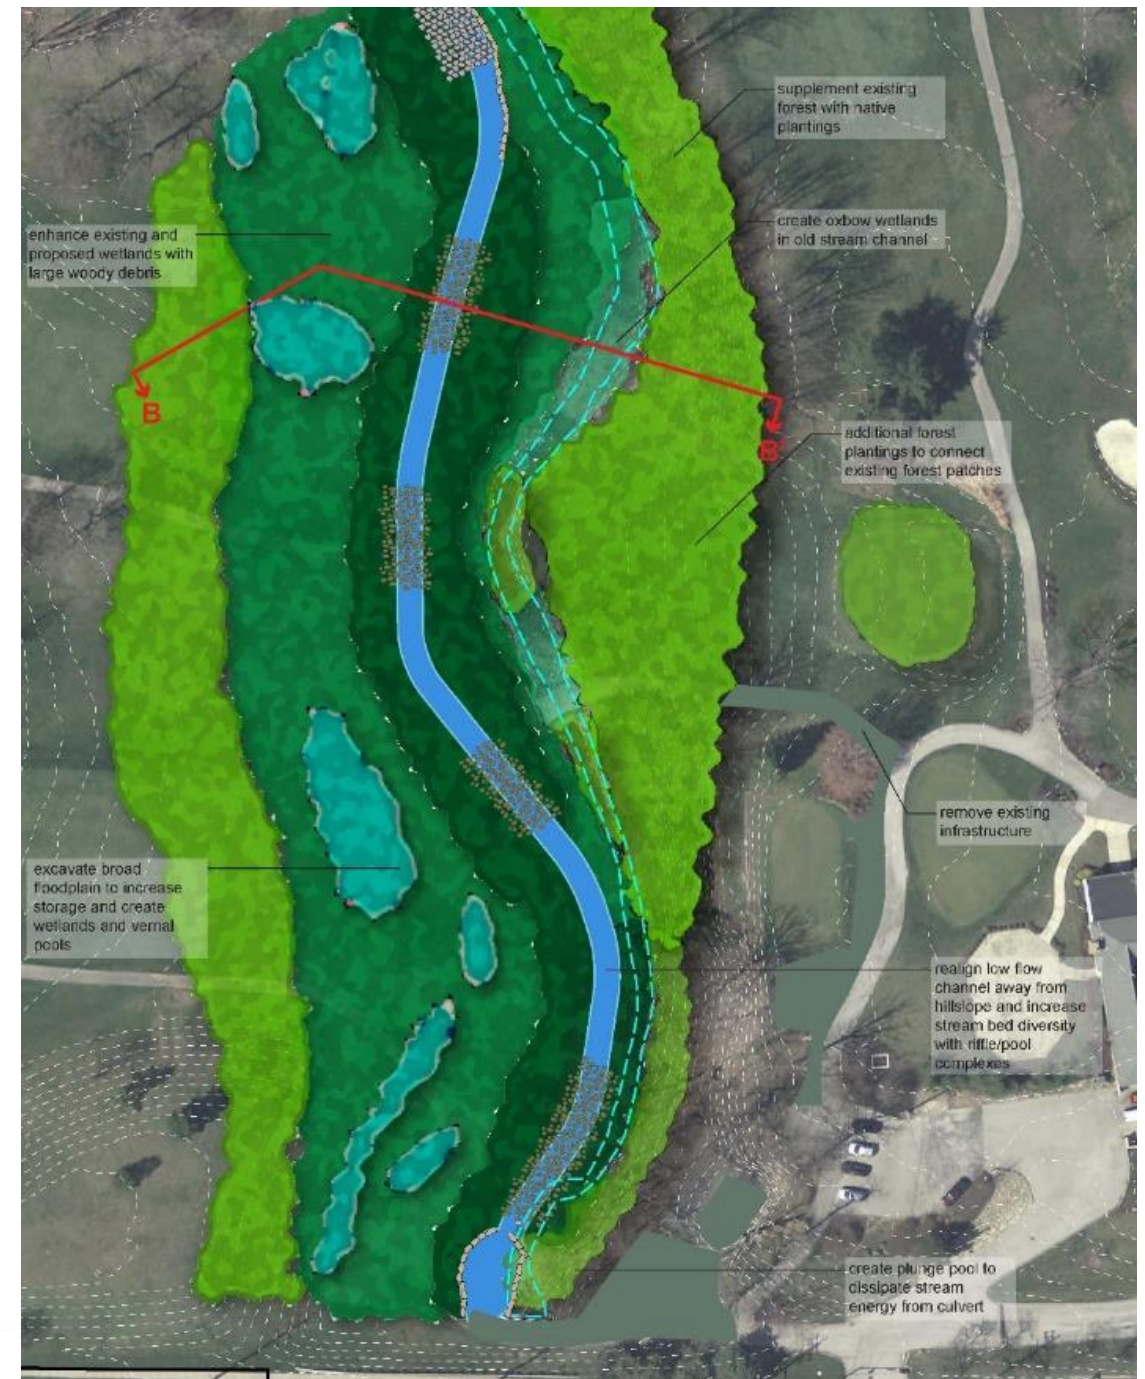 supplement existing
forest with native
plantings
create oxbow wetlands
in old stream channel
enhance existing and
proposed wetlands with
large woody debris
B
B
additional forest
plantings to connect
existing forest patches
remove existing
infrastructure
excavate broad
floodplain to increase
storage and create
wetlands and vernal
pools
realign low flow
channel away from
hillslope and increase
stream bed diversity
with riffle/pool
complexes
create plunge pool to
dissipate stream
energy from culvert